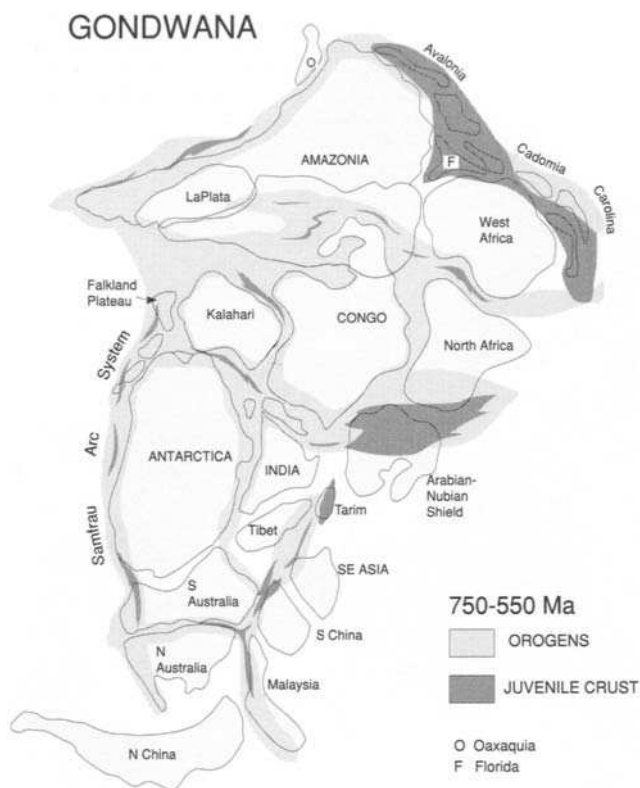 GONDWANA
O
Avalonia
AMAZONIA
F
Cadomia
Carolina
LaPlata
West
Africa
Falkland
Plateau
Kalahari
CONGO
North Africa
System
Arc
Samtrau
ANTARCTICA
INDIA
Arabian-
Nubian
Shield
Tarim
Tibet
SE ASIA
S
Australia
S China
N
Australia
Malaysia
N China
750-550 Ma
OROGENS
JUVENILE CRUST
O Oaxaquia
F Florida